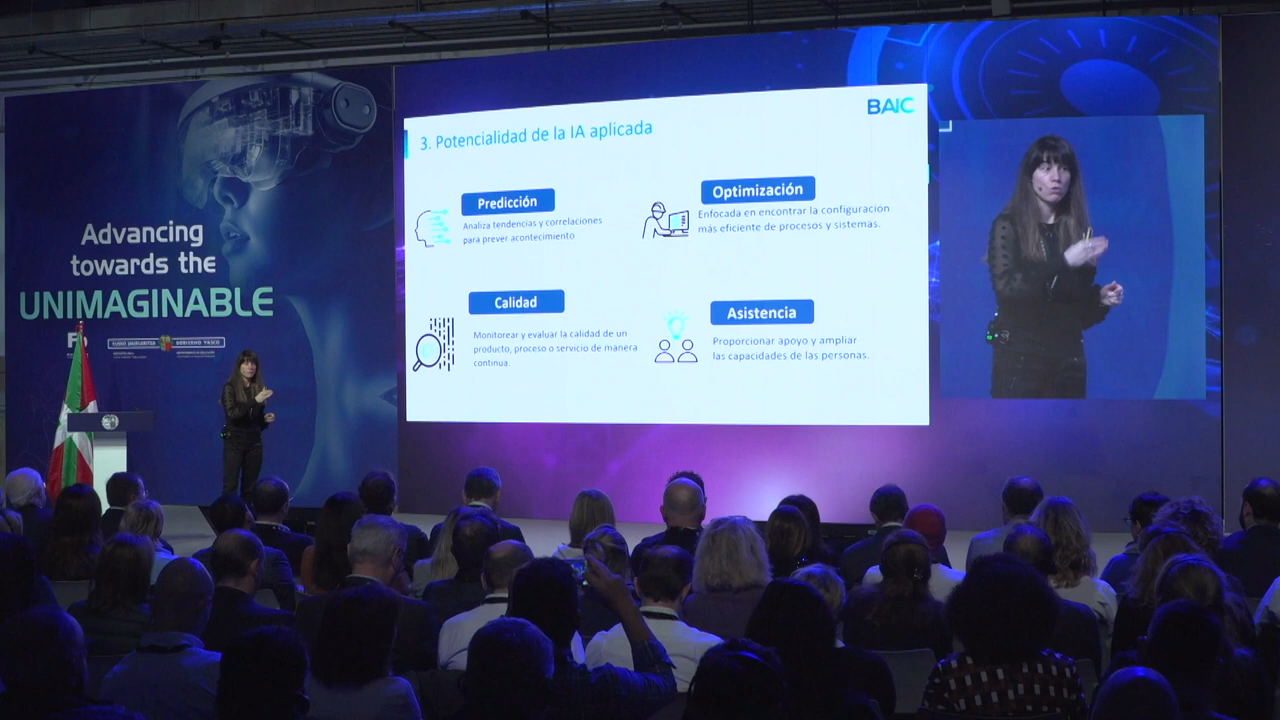 Advancing
towards the
UNIMAGINABLE
EUSKO JAURLARITZA
GOBIERNO VASCO
BAIC
3. Potencialidad de la IA aplicada
Predicción
Analiza tendencias y correlaciones
para prever acontecimiento
Optimización
Enfocada en encontrar la configuración
más eficiente de procesos y sistemas.
Calidad
Monitorear y evaluar la calidad de un
producto, proceso o servicio de manera
continua.
Asistencia
Proporcionar apoyo y ampliar
las capacidades de las personas.